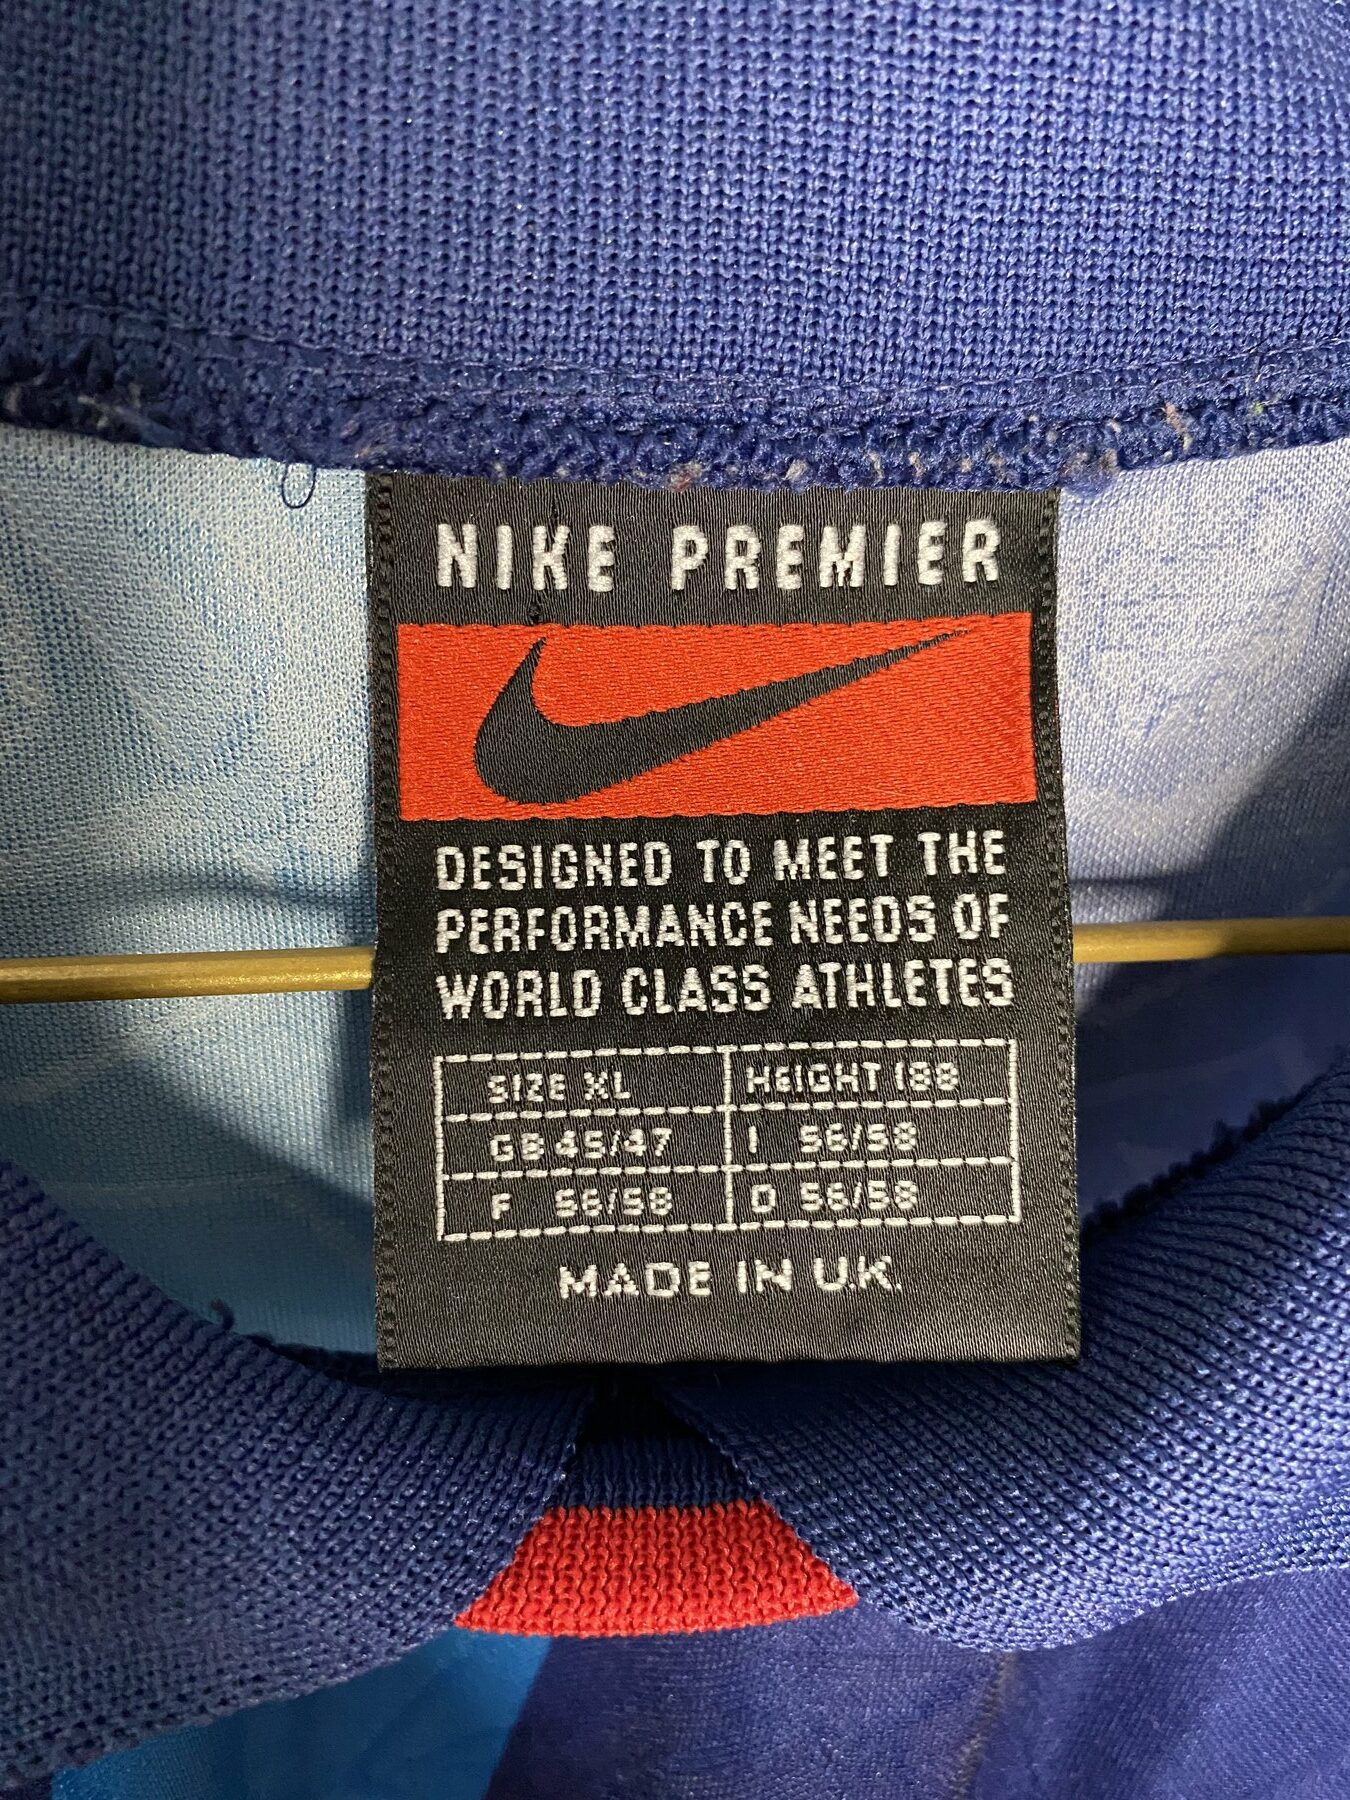 NIKE PREMIER
DESIGNED TO MEET THE
PERFORMANCE NEEDS OF
WORLD CLASS ATHLETES
SIZE XL HEIGHT 188
GB 45/47 I 56/58
F 56/58 D 56/58
MADE IN U.K.